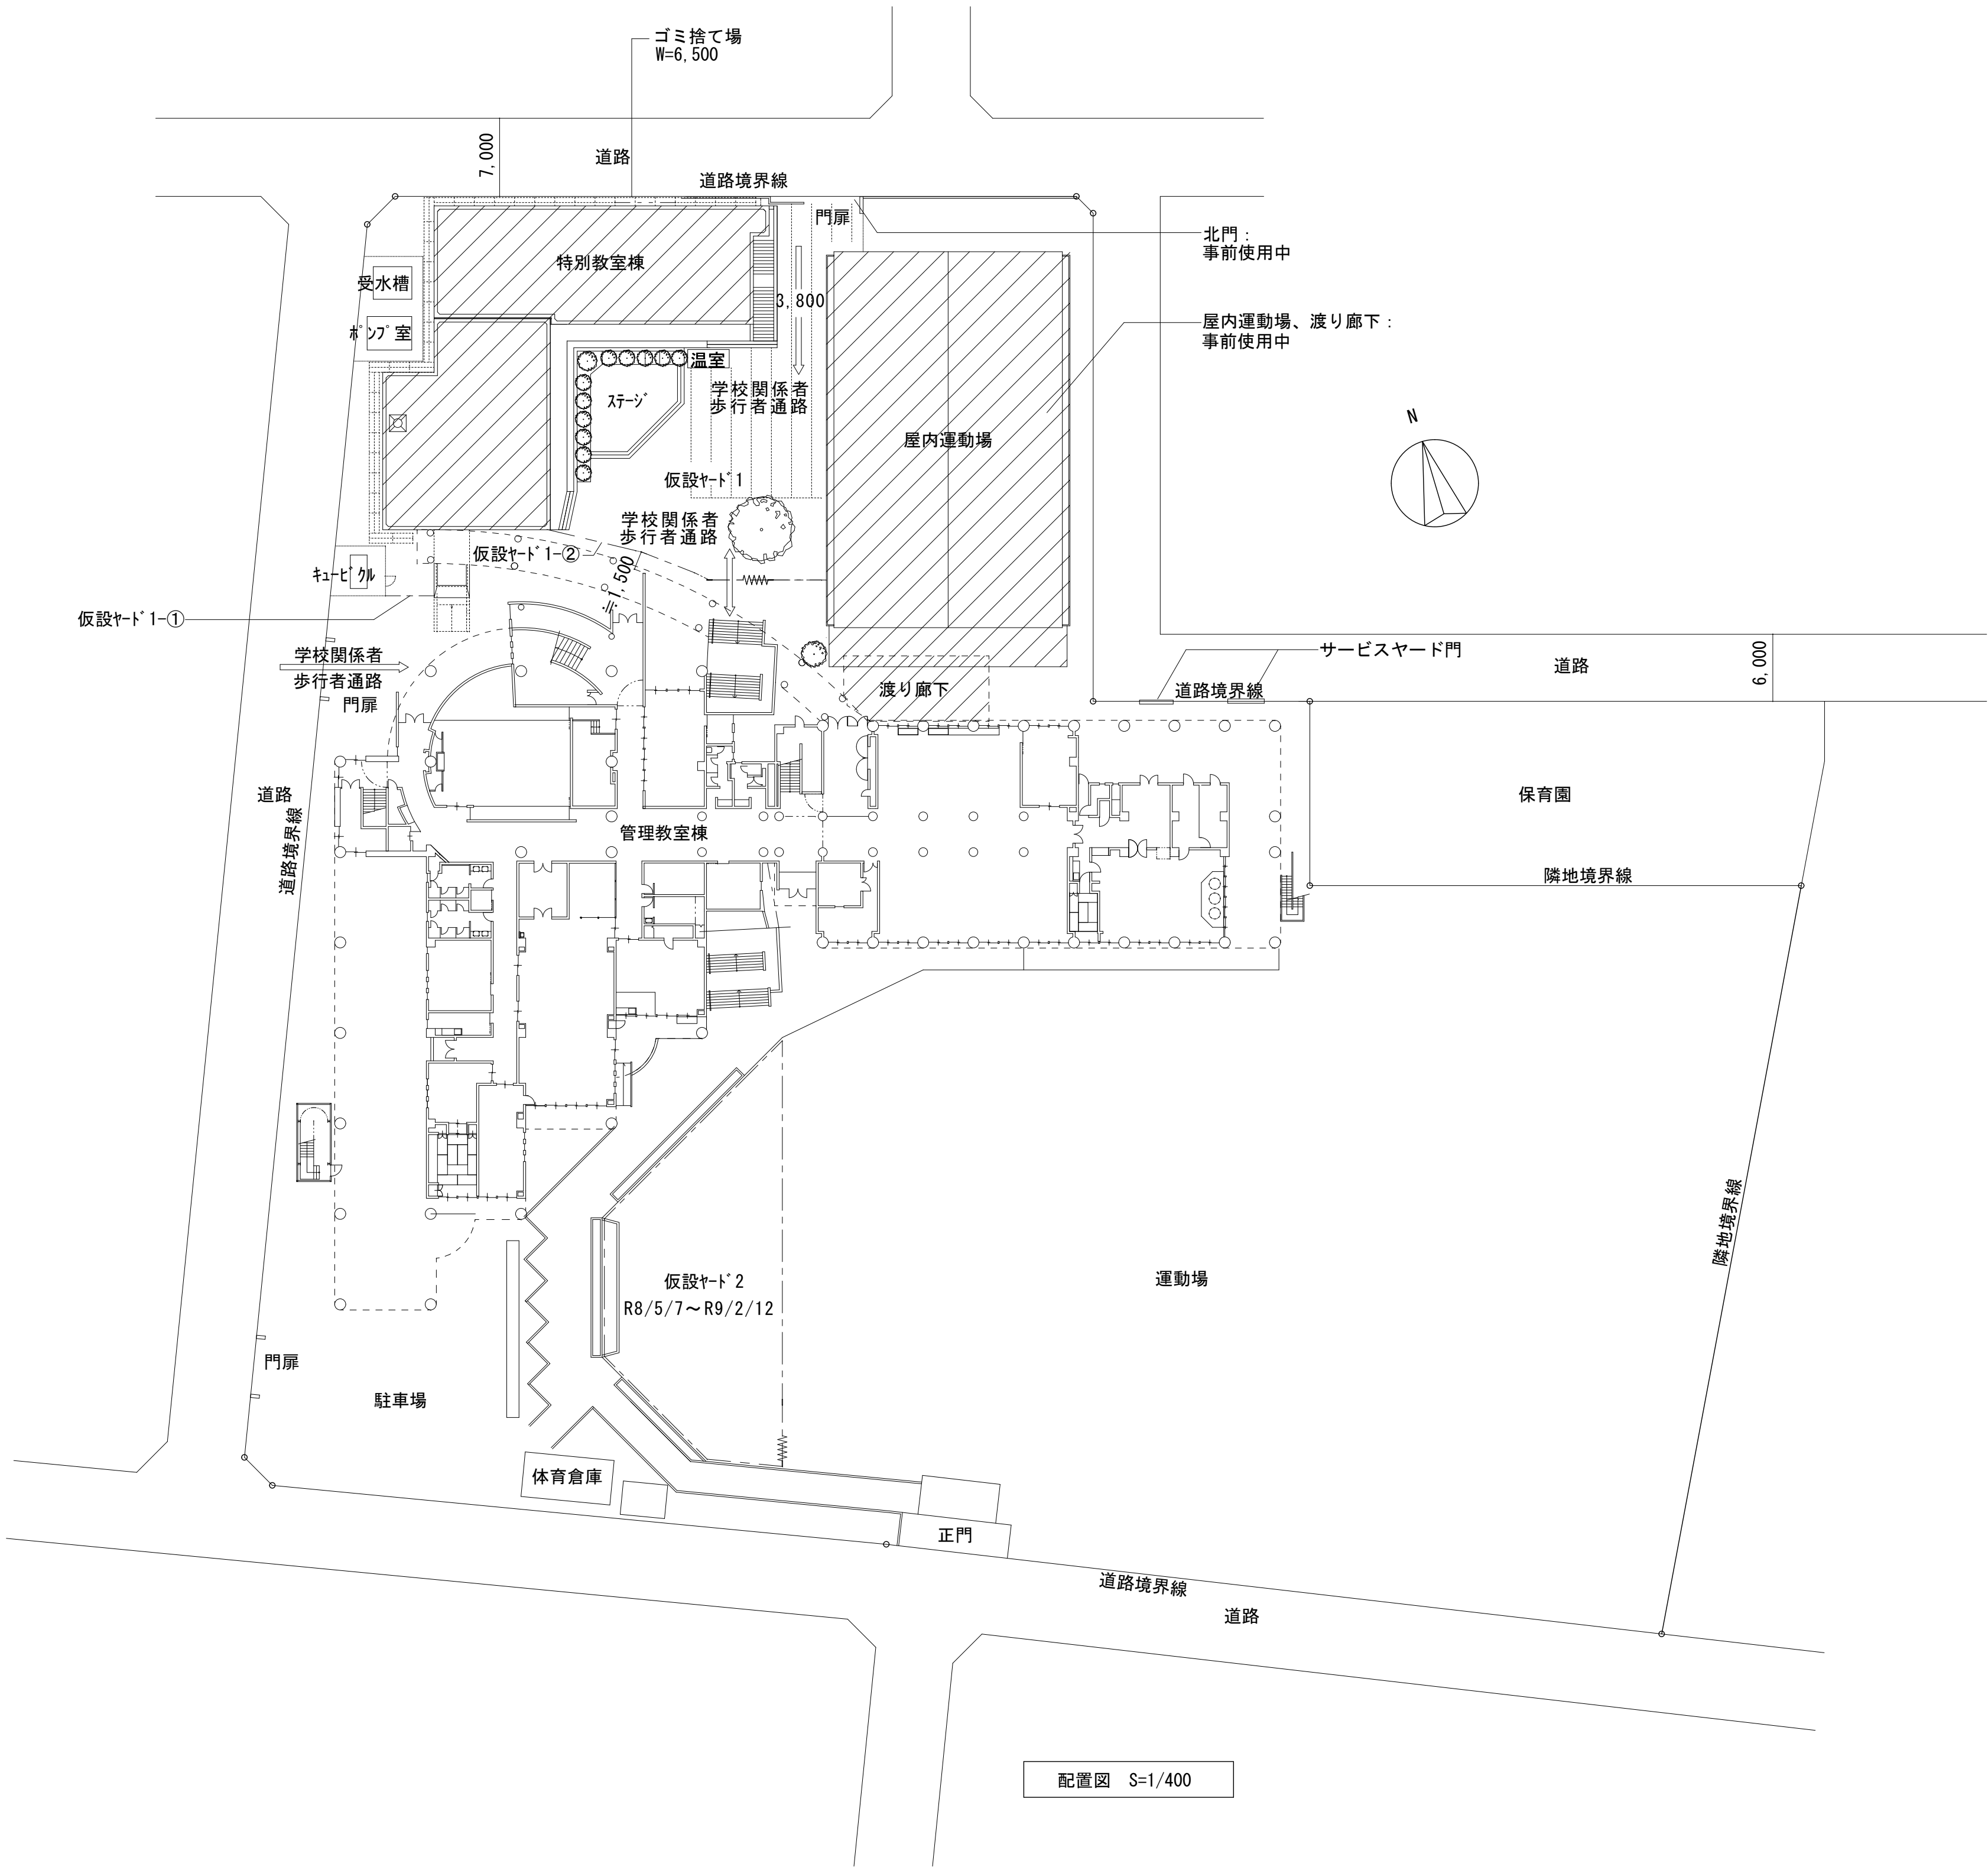 ゴミ捨て場
W=6,500
7,000
道路
道路境界線
門扉
北門：
事前使用中
特別教室棟
受水槽
3,800
ﾎﾟﾝﾌﾟ室
屋内運動場、渡り廊下：
事前使用中
温室
学校関係者
歩行者通路
ｽﾃｰｼﾞ
N
屋内運動場
仮設ﾔｰﾄﾞ1
学校関係者
歩行者通路
仮設ﾔｰﾄﾞ1-②
≒1,500
ｷｭｰﾋﾞｸﾙ
仮設ﾔｰﾄﾞ1-①
学校関係者
歩行者通路
門扉
サービスヤード門
道路
6,000
渡り廊下
道路境界線
道路
道路境界線
保育園
管理教室棟
隣地境界線
隣地境界線
仮設ﾔｰﾄﾞ2
R8/5/7～R9/2/12
運動場
門扉
駐車場
体育倉庫
正門
道路境界線
道路
配置図　S=1/400